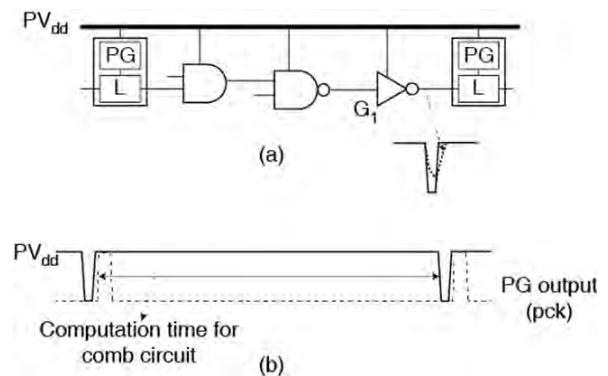 PVdd
PG
L
PG
L
G1
(a)
PVdd
PG output
(pck)
Computation time for
comb circuit
(b)